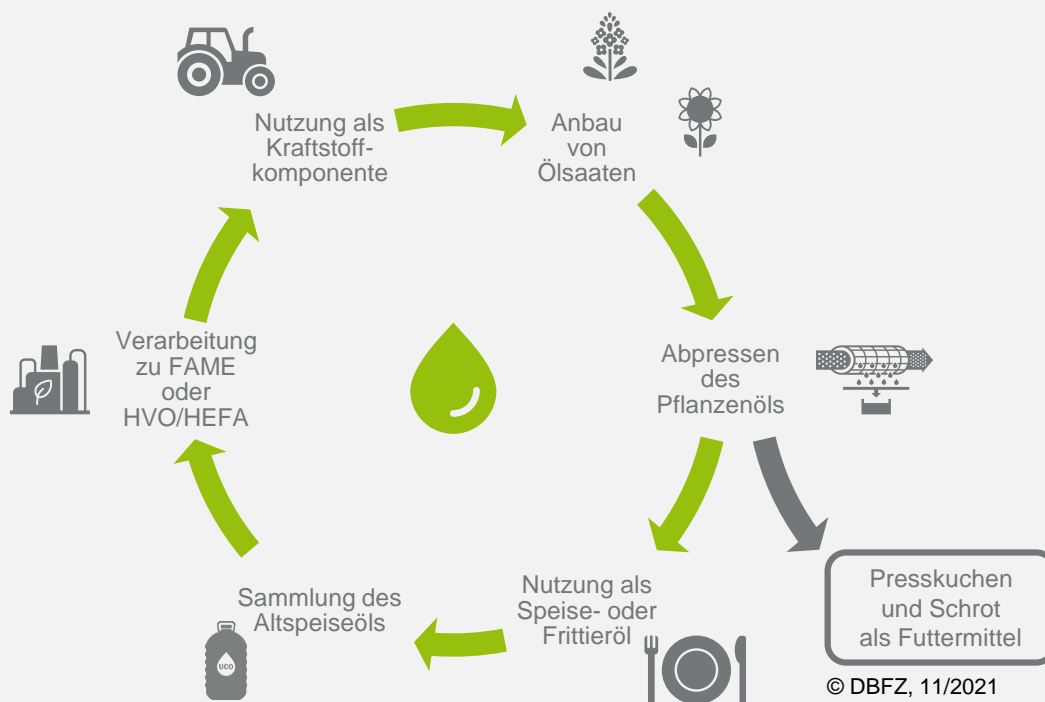 Nutzung als
Kraftstoff-
komponente
Anbau
von
Ölsaaten
Abpressen
des
Pflanzenöls
Presskuchen
und Schrot
als Futtermittel
Nutzung als
Speise- oder
Frittieröl
Sammlung des
Altspeiseöls
UCO
Verarbeitung
zu FAME
oder
HVO/HEFA
© DBFZ, 11/2021